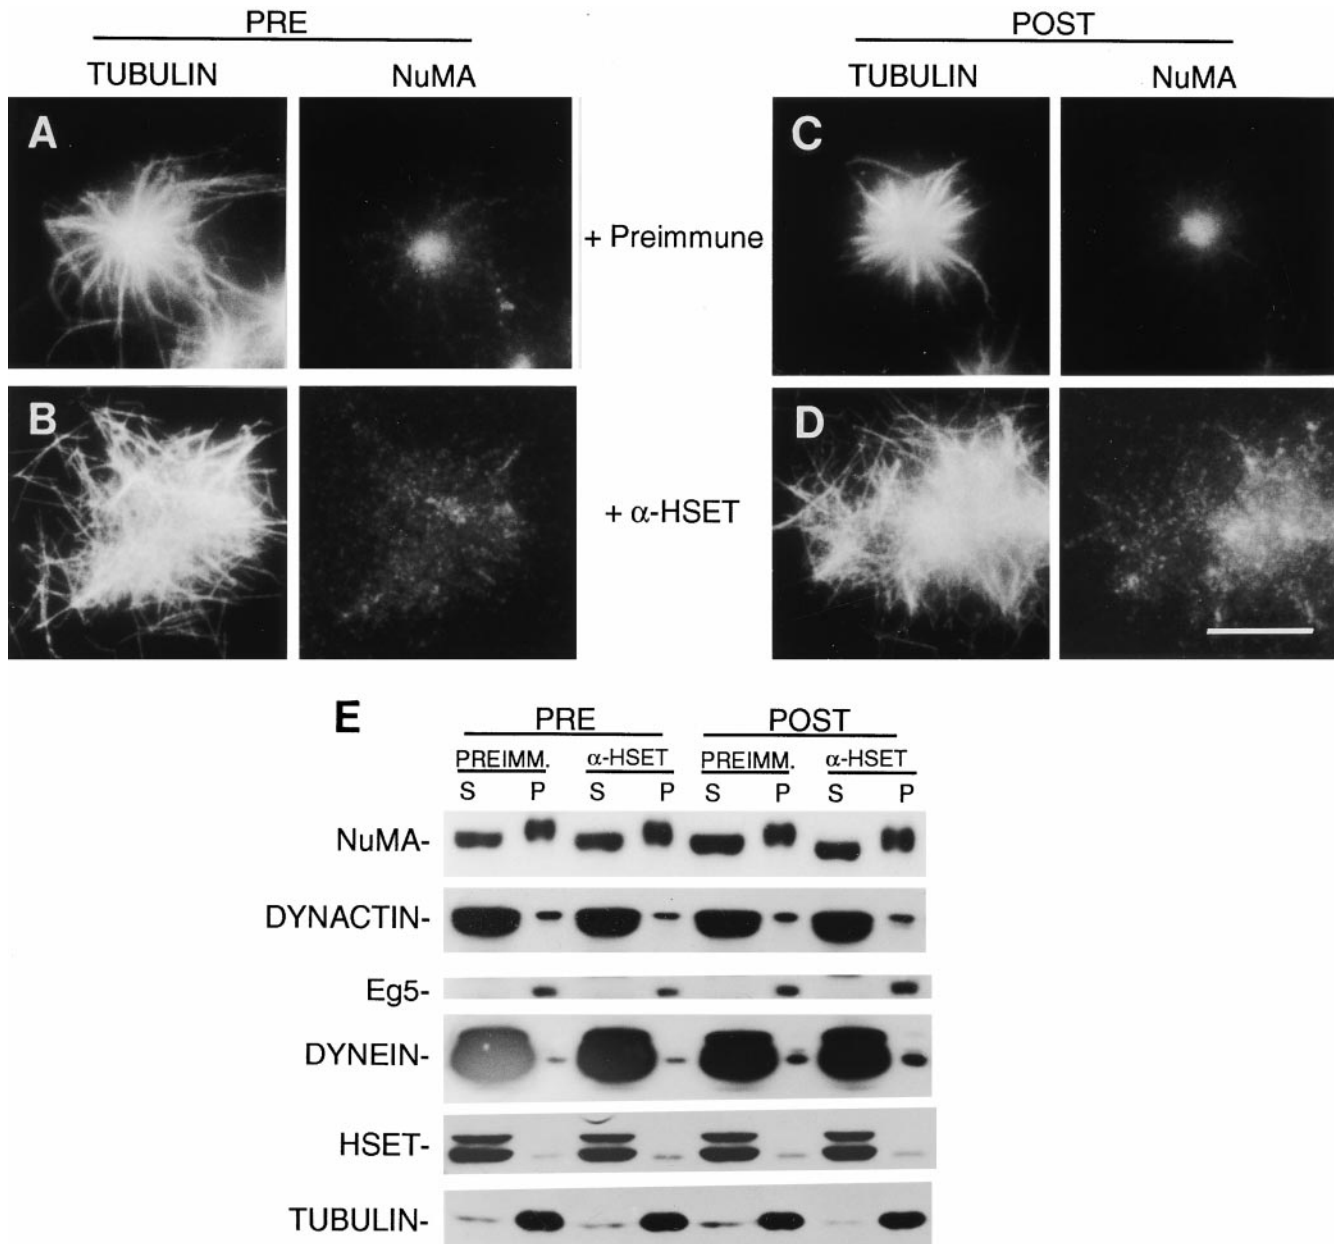 PRE
POST
TUBULIN NuMA
TUBULIN NuMA
A
C
+ Preimmune
B
D
+ α-HSET
E
PRE
POST
PREIMM. α-HSET PREIMM. α-HSET
S P S P S P S P
NuMA-
DYNACTIN-
Eg5-
DYNEIN-
HSET-
TUBULIN-